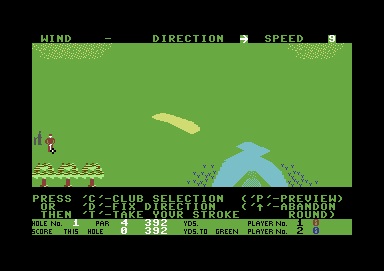 WIND - DIRECTION → SPEED 9
PRESS 'C'-CLUB SELECTION ('P'-PREVIEW)
OR 'D'-FIX DIRECTION ('↑'-ABANDON
THEN 'T'-TAKE YOUR STROKE ROUND)
HOLE No. 1 PAR 4 392 YDS. PLAYER No. 1 0
SCORE THIS HOLE 0 392 YDS.TO GREEN PLAYER No. 2 0